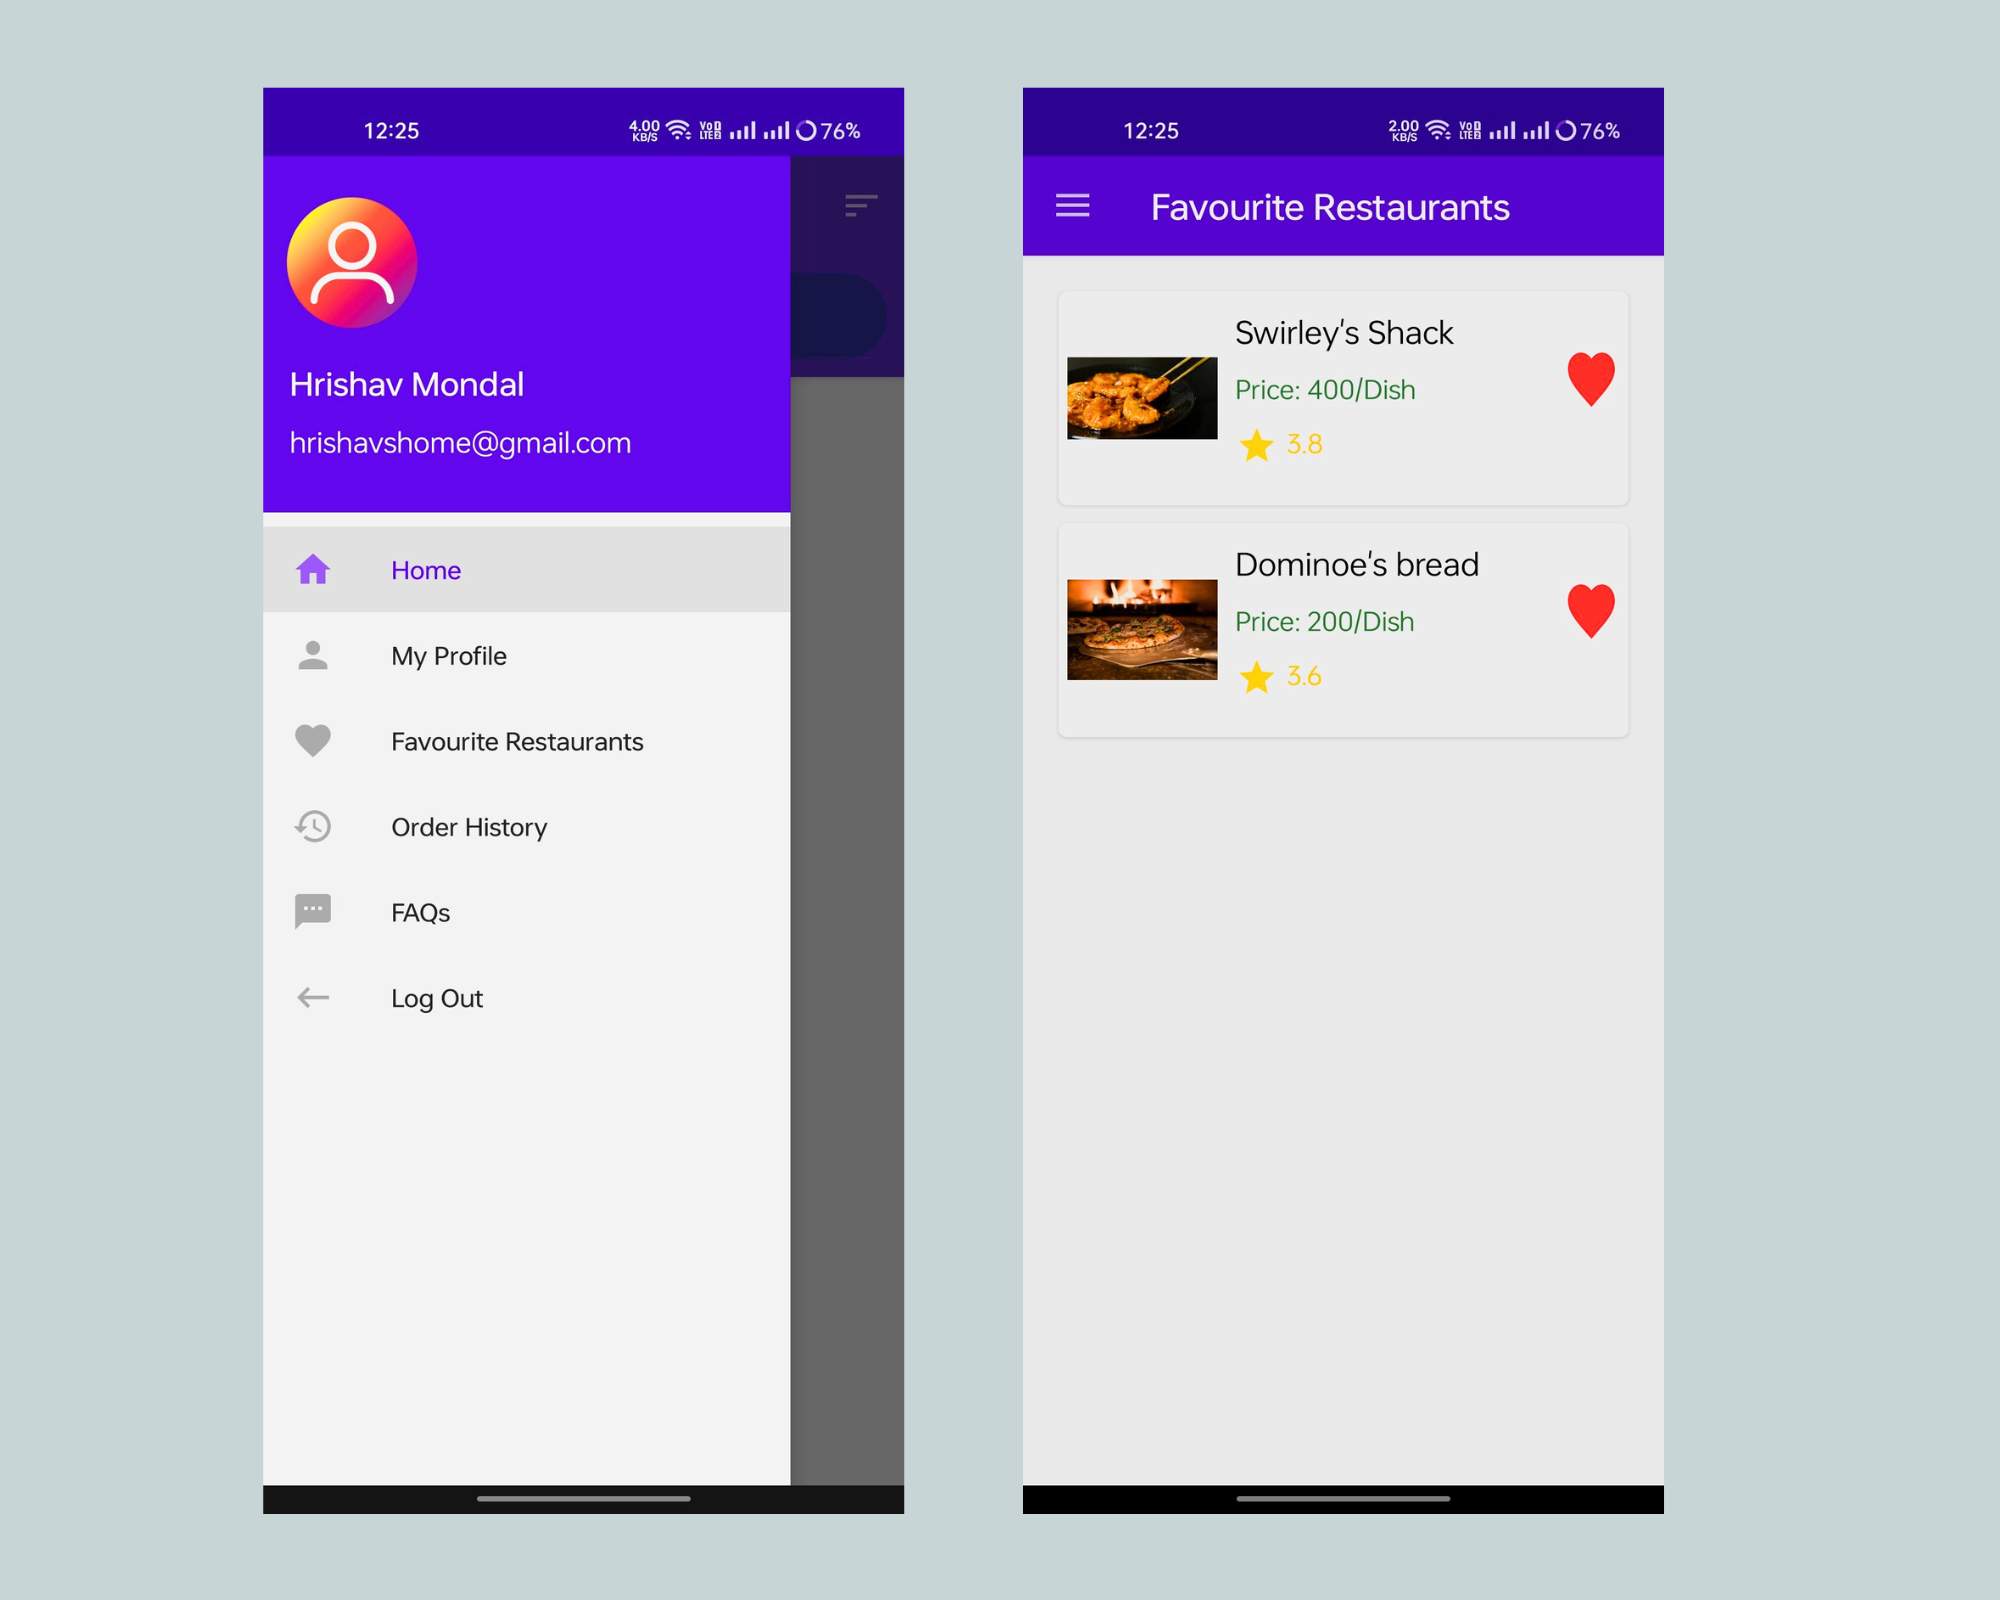 12:25
4.00 KB/S
VoD LTE2
76%
Hrishav Mondal
hrishavshome@gmail.com
Home
My Profile
Favourite Restaurants
Order History
FAQs
Log Out
12:25
2.00 KB/S
76%
Favourite Restaurants
Swirley's Shack
Price: 400/Dish
3.8
Dominoe's bread
Price: 200/Dish
3.6